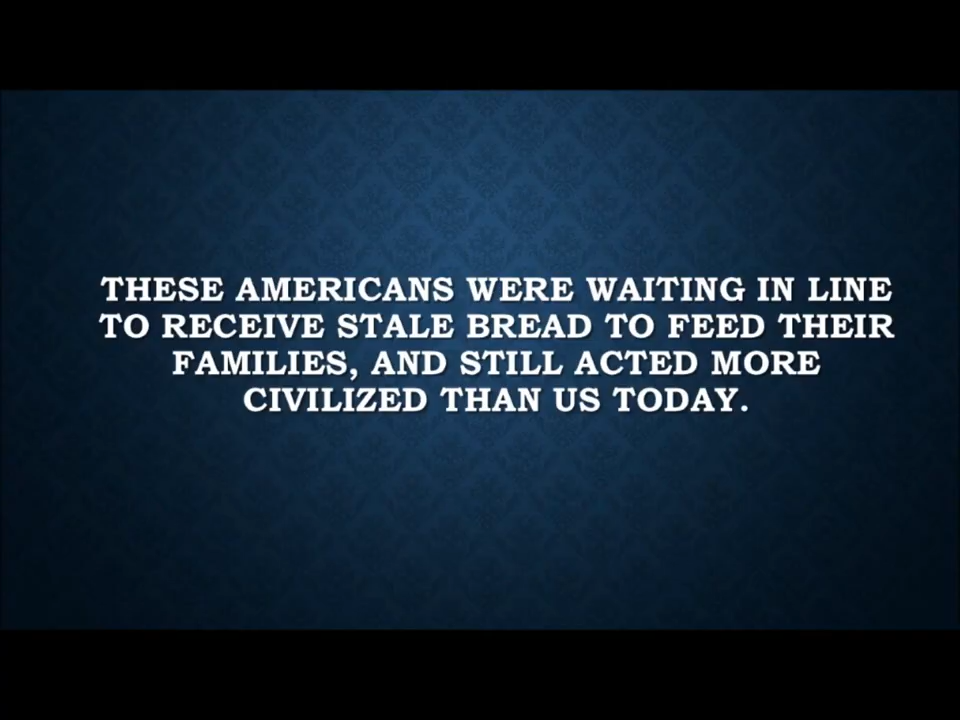 THESE AMERICANS WERE WAITING IN LINE
TO RECEIVE STALE BREAD TO FEED THEIR
FAMILIES, AND STILL ACTED MORE
CIVILIZED THAN US TODAY.